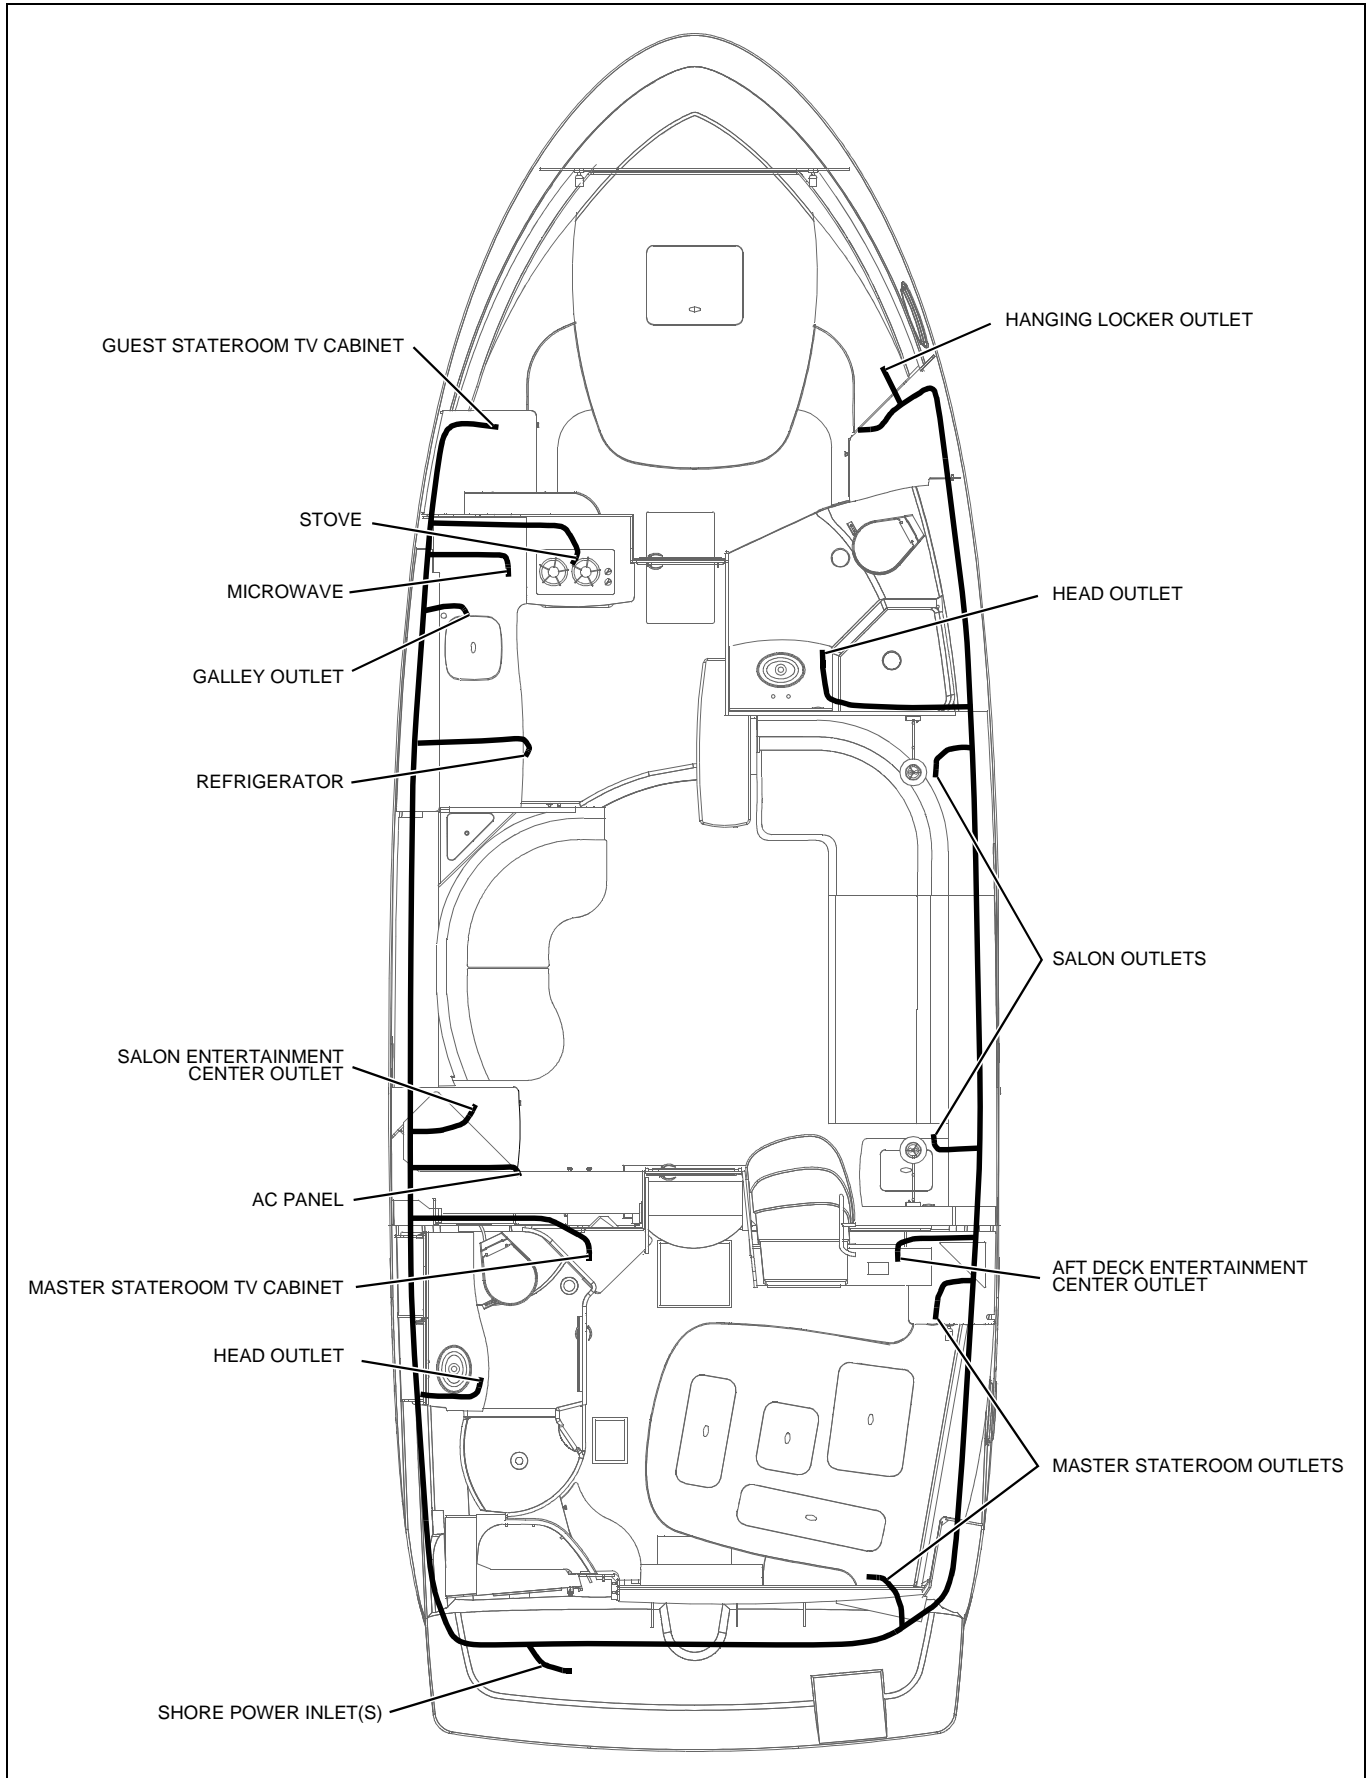 HANGING LOCKER OUTLET
GUEST STATEROOM TV CABINET
STOVE
MICROWAVE
HEAD OUTLET
GALLEY OUTLET
REFRIGERATOR
SALON OUTLETS
SALON ENTERTAINMENT
CENTER OUTLET
AC PANEL
AFT DECK ENTERTAINMENT
CENTER OUTLET
MASTER STATEROOM TV CABINET
HEAD OUTLET
MASTER STATEROOM OUTLETS
SHORE POWER INLET(S)